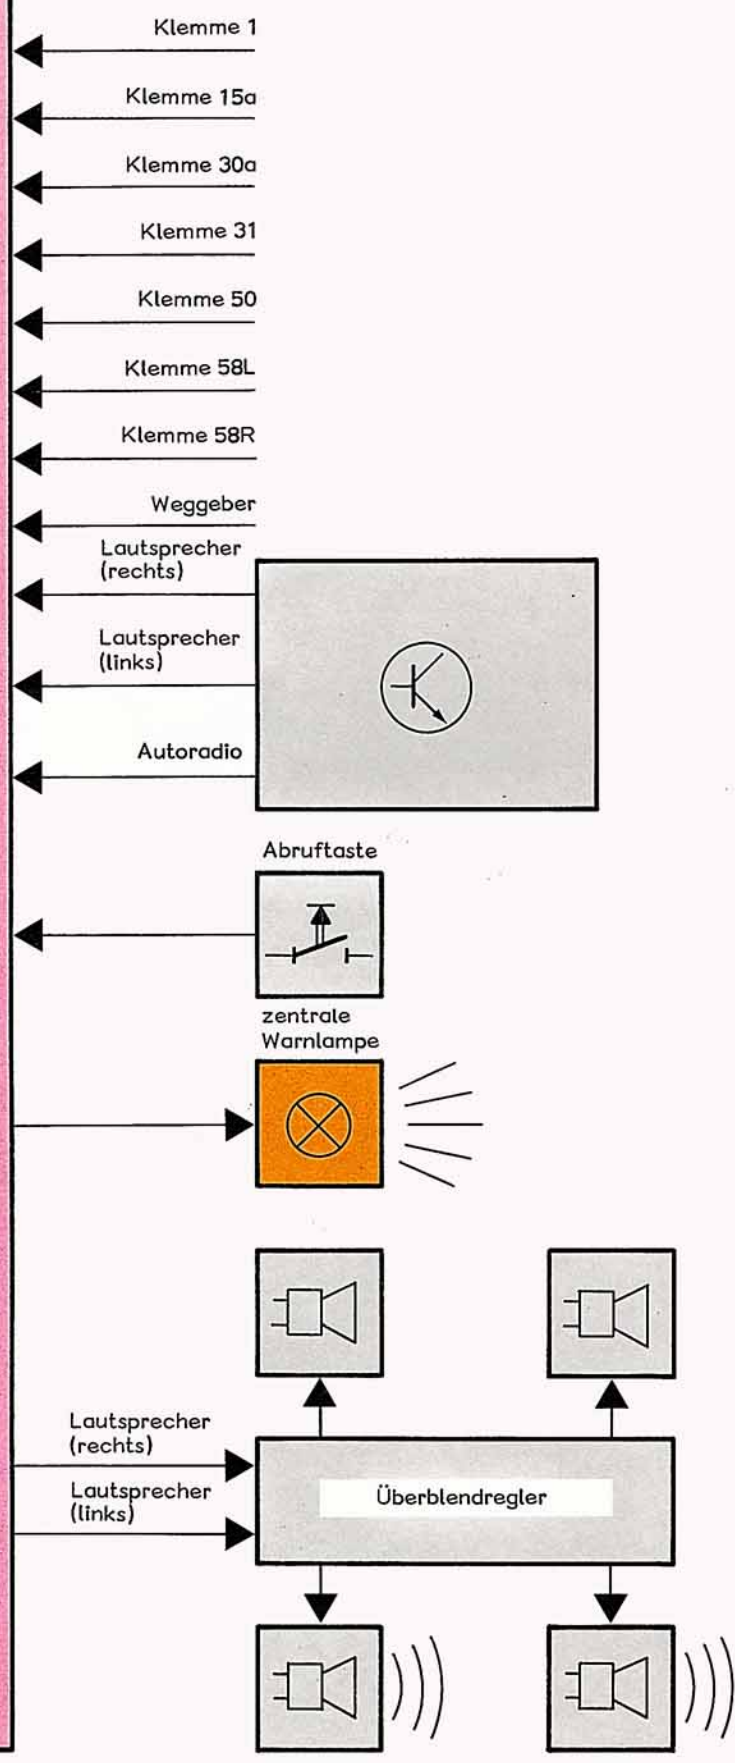 Klemme 1
Klemme 15a
Klemme 30a
Klemme 31
Klemme 50
Klemme 58L
Klemme 58R
Weggeber
Lautsprecher
(rechts)
Lautsprecher
(links)
Autoradio
Abruftaste
zentrale
Warnlampe
Lautsprecher
(rechts)
Lautsprecher
(links)
Überblendregler